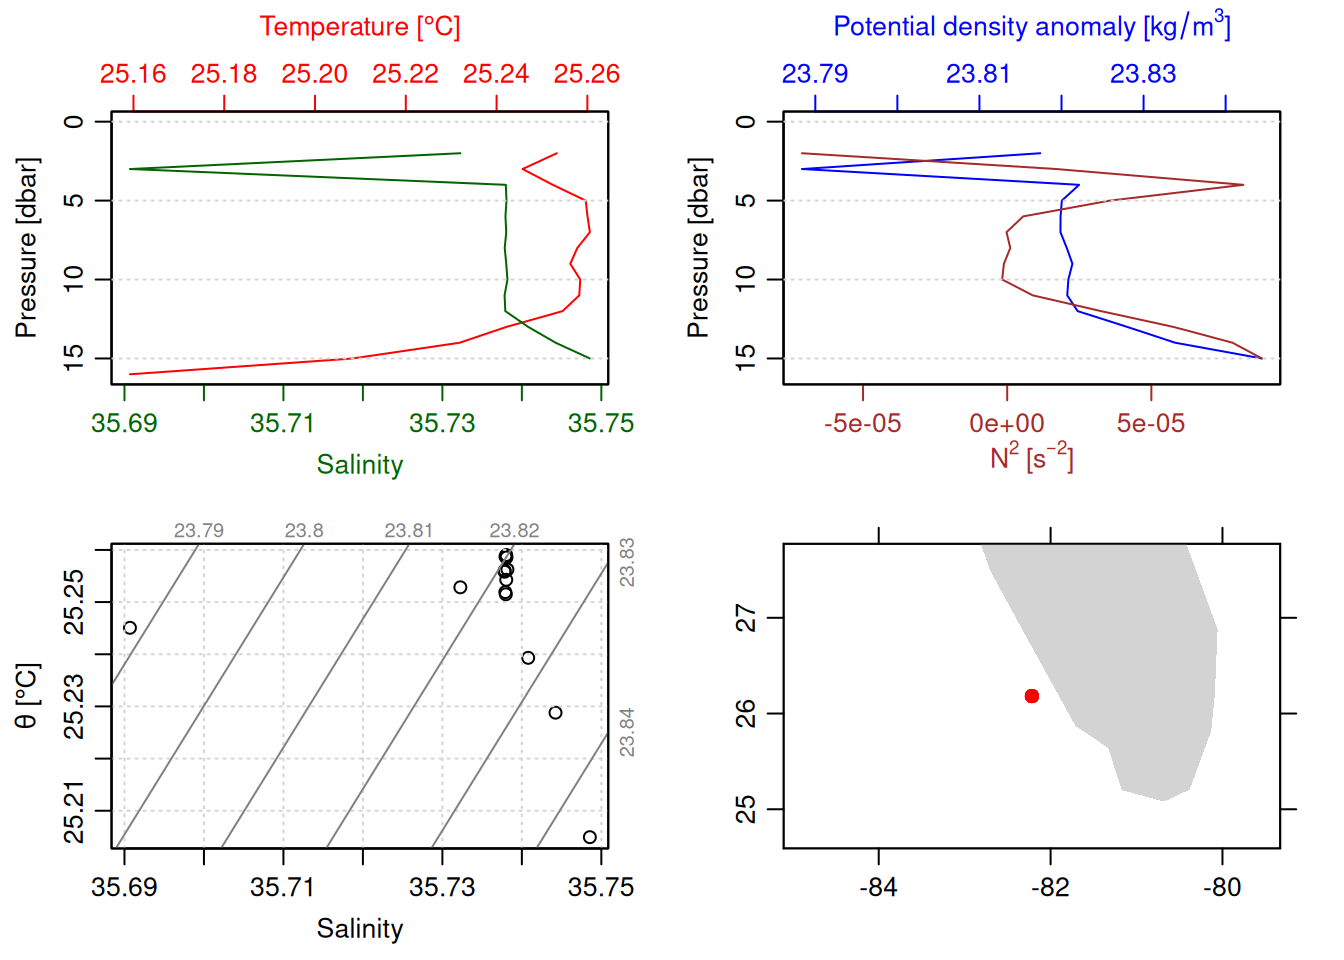 Temperature [°C]
25.16 25.18 25.20 25.22 25.24 25.26
Pressure [dbar]
0
5
10
15
35.69 35.71 35.73 35.75
Salinity
Potential density anomaly [kg/m³]
23.79 23.81 23.83
Pressure [dbar]
0
5
10
15
-5e-05 0e+00 5e-05
N² [s⁻²]
23.79 23.8 23.81 23.82
23.83
23.84
θ [°C]
25.25
25.23
25.21
35.69 35.71 35.73 35.75
Salinity
27
26
25
-84 -82 -80